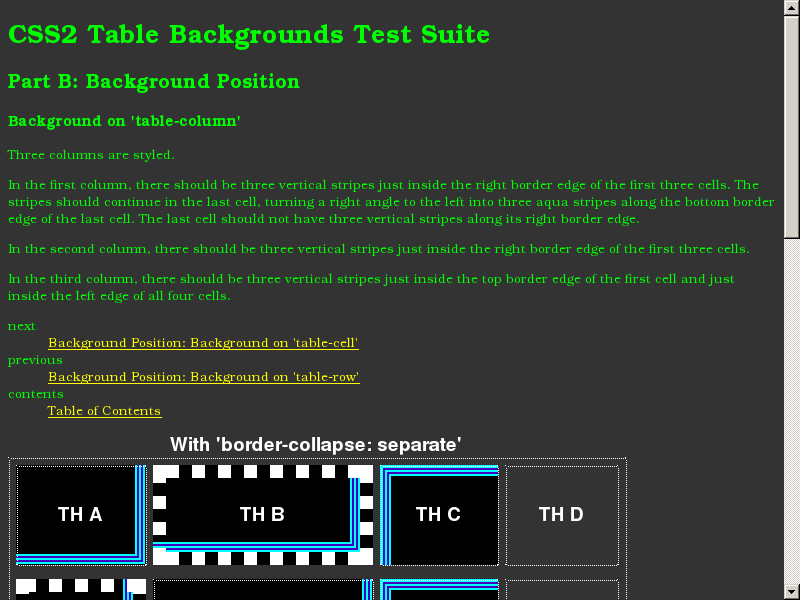 CSS2 Table Backgrounds Test Suite
Part B: Background Position
Background on 'table-column'
Three columns are styled.
In the first column, there should be three vertical stripes just inside the right border edge of the first three cells. The
stripes should continue in the last cell, turning a right angle to the left into three aqua stripes along the bottom border
edge of the last cell. The last cell should not have three vertical stripes along its right border edge.
In the second column, there should be three vertical stripes just inside the right border edge of the first three cells.
In the third column, there should be three vertical stripes just inside the top border edge of the first cell and just
inside the left edge of all four cells.
next
Background Position: Background on 'table-cell'
previous
Background Position: Background on 'table-row'
contents
Table of Contents
With 'border-collapse: separate'
TH A TH B TH C TH D